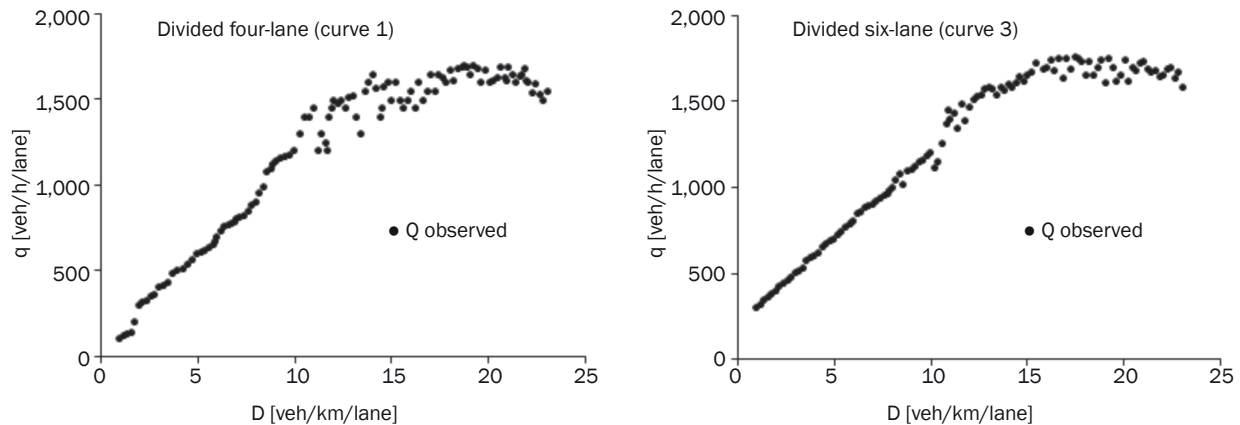 Divided four-lane (curve 1)
2,000
1,500
1,000
500
0
q [veh/h/lane]
Q observed
0 5 10 15 20 25
D [veh/km/lane]
Divided six-lane (curve 3)
2,000
1,500
1,000
500
0
q [veh/h/lane]
Q observed
0 5 10 15 20 25
D [veh/km/lane]